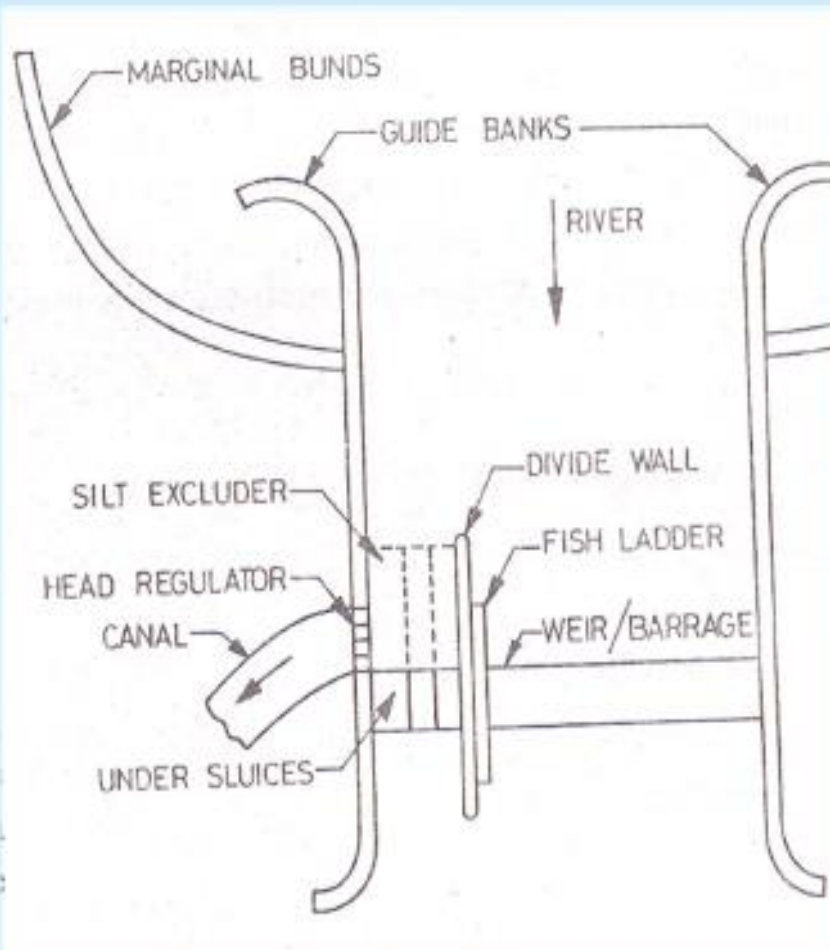 MARGINAL BUNDS
GUIDE BANKS
RIVER
DIVIDE WALL
SILT EXCLUDER
FISH LADDER
HEAD REGULATOR
CANAL
WEIR/BARRAGE
UNDER SLUICES